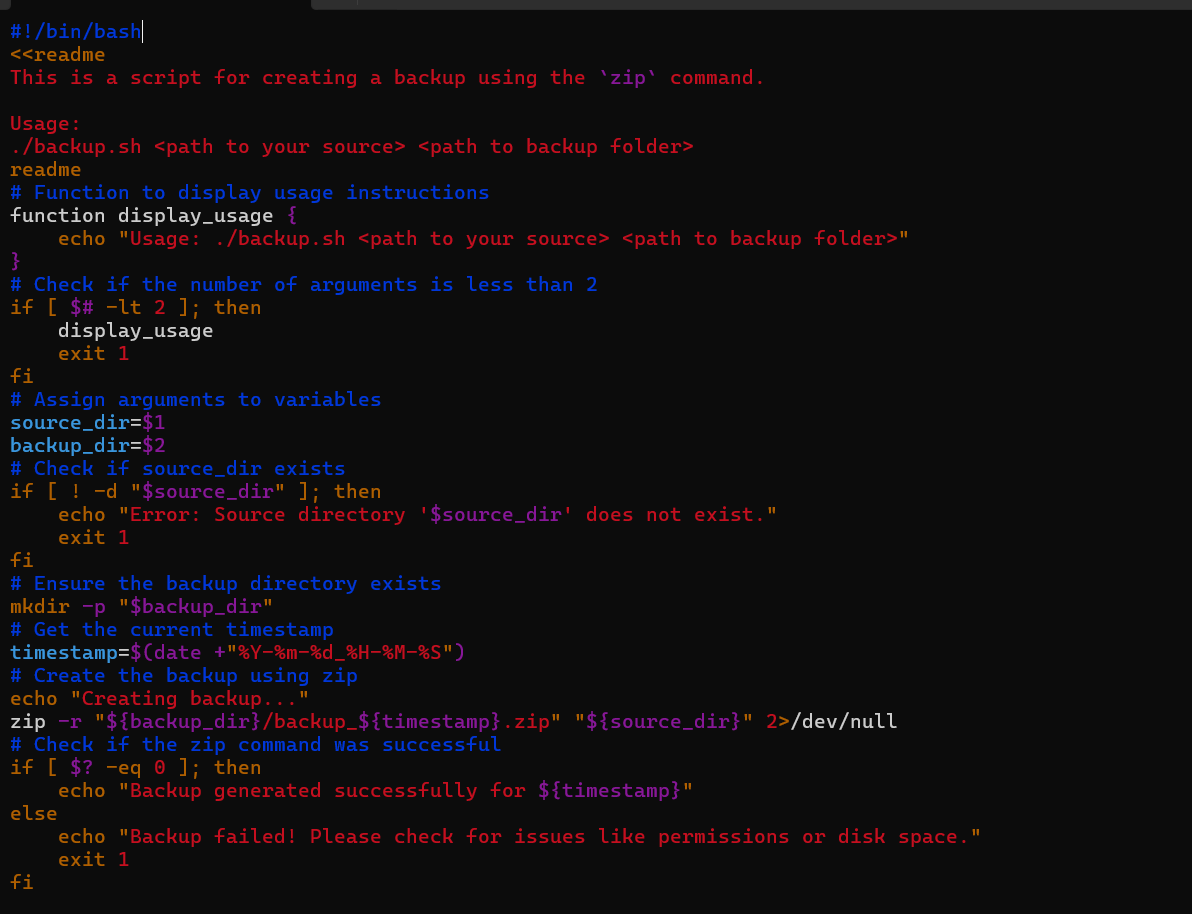 #!/bin/bash
<<readme
This is a script for creating a backup using the `zip` command.

Usage:
./backup.sh <path to your source> <path to backup folder>
readme
# Function to display usage instructions
function display_usage {
    echo "Usage: ./backup.sh <path to your source> <path to backup folder>"
}
# Check if the number of arguments is less than 2
if [ $# -lt 2 ]; then
    display_usage
    exit 1
fi
# Assign arguments to variables
source_dir=$1
backup_dir=$2
# Check if source_dir exists
if [ ! -d "$source_dir" ]; then
    echo "Error: Source directory '$source_dir' does not exist."
    exit 1
fi
# Ensure the backup directory exists
mkdir -p "$backup_dir"
# Get the current timestamp
timestamp=$(date +"%Y-%m-%d_%H-%M-%S")
# Create the backup using zip
echo "Creating backup..."
zip -r "${backup_dir}/backup_${timestamp}.zip" "${source_dir}" 2>/dev/null
# Check if the zip command was successful
if [ $? -eq 0 ]; then
    echo "Backup generated successfully for ${timestamp}"
else
    echo "Backup failed! Please check for issues like permissions or disk space."
    exit 1
fi